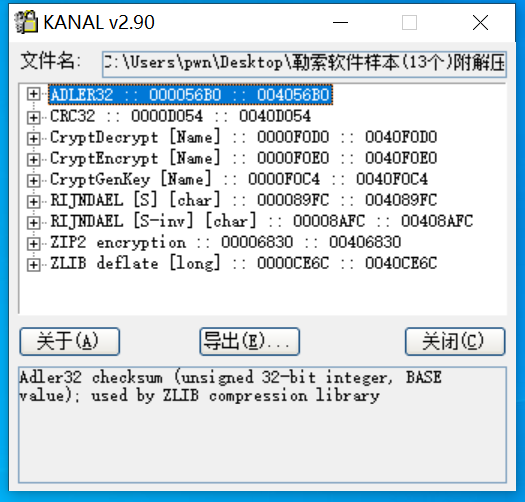 KANAL v2.90
文件名: C:\Users\pwn\Desktop\勒索软件样本(13个)附解压
ADLER32 :: 000056B0 :: 004056B0
CRC32 :: 0000D054 :: 0040D054
CryptDecrypt [Name] :: 0000F0D0 :: 0040F0D0
CryptEncrypt [Name] :: 0000F0E0 :: 0040F0E0
CryptGenKey [Name] :: 0000F0C4 :: 0040F0C4
RIJNDAEL [S] [char] :: 000089FC :: 004089FC
RIJNDAEL [S-inv] [char] :: 00008AFC :: 00408AFC
ZIP2 encryption :: 00006830 :: 00406830
ZLIB deflate [long] :: 0000CE6C :: 0040CE6C
关于(A) 导出(E)... 关闭(C)
Adler32 checksum (unsigned 32-bit integer, BASE
value); used by ZLIB compression library